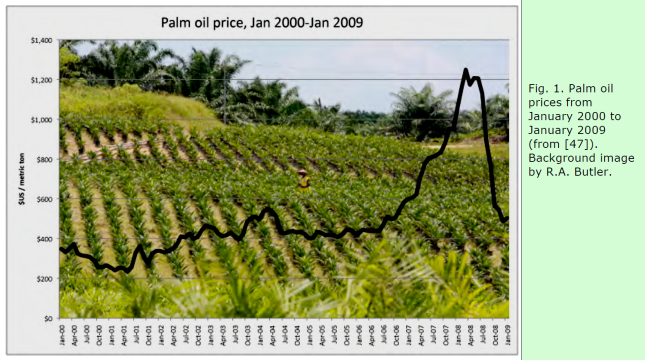 Palm oil price, Jan 2000-Jan 2009
$1,400
$1,200
$1,000
$800
$600
$400
$200
$0
$US / metric ton
Jan-00 Apr-00 Jul-00 Oct-00 Jan-01 Apr-01 Jul-01 Oct-01 Jan-02 Apr-02 Jul-02 Oct-02 Jan-03 Apr-03 Jul-03 Oct-03 Jan-04 Apr-04 Jul-04 Oct-04 Jan-05 Apr-05 Jul-05 Oct-05 Jan-06 Apr-06 Jul-06 Oct-06 Jan-07 Apr-07 Jul-07 Oct-07 Jan-08 Apr-08 Jul-08 Oct-08 Jan-09
Fig. 1. Palm oil
prices from
January 2000 to
January 2009
(from [47]).
Background image
by R.A. Butler.